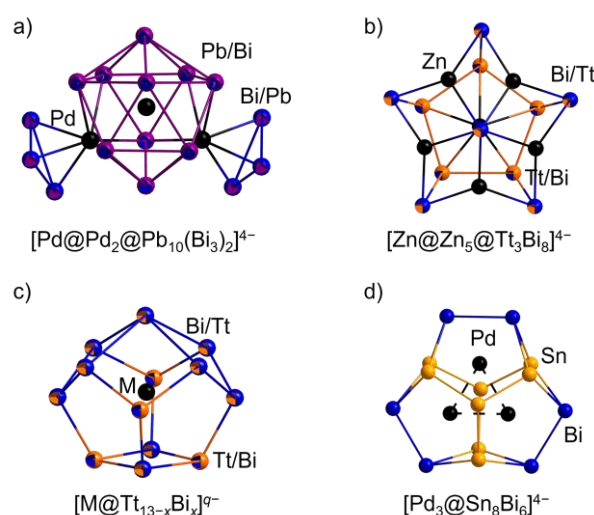 a)
Pb/Bi
Bi/Pb
Pd
[Pd@Pd₂@Pb₁₀(Bi₃)₂]⁴⁻
b)
Zn
Bi/Tt
Tt/Bi
[Zn@Zn₅@Tt₃Bi₈]⁴⁻
c)
Bi/Tt
M
Tt/Bi
[M@Tt₁₃₋ₓBiₓ]q⁻
d)
Pd
Sn
Bi
[Pd₃@Sn₈Bi₆]⁴⁻